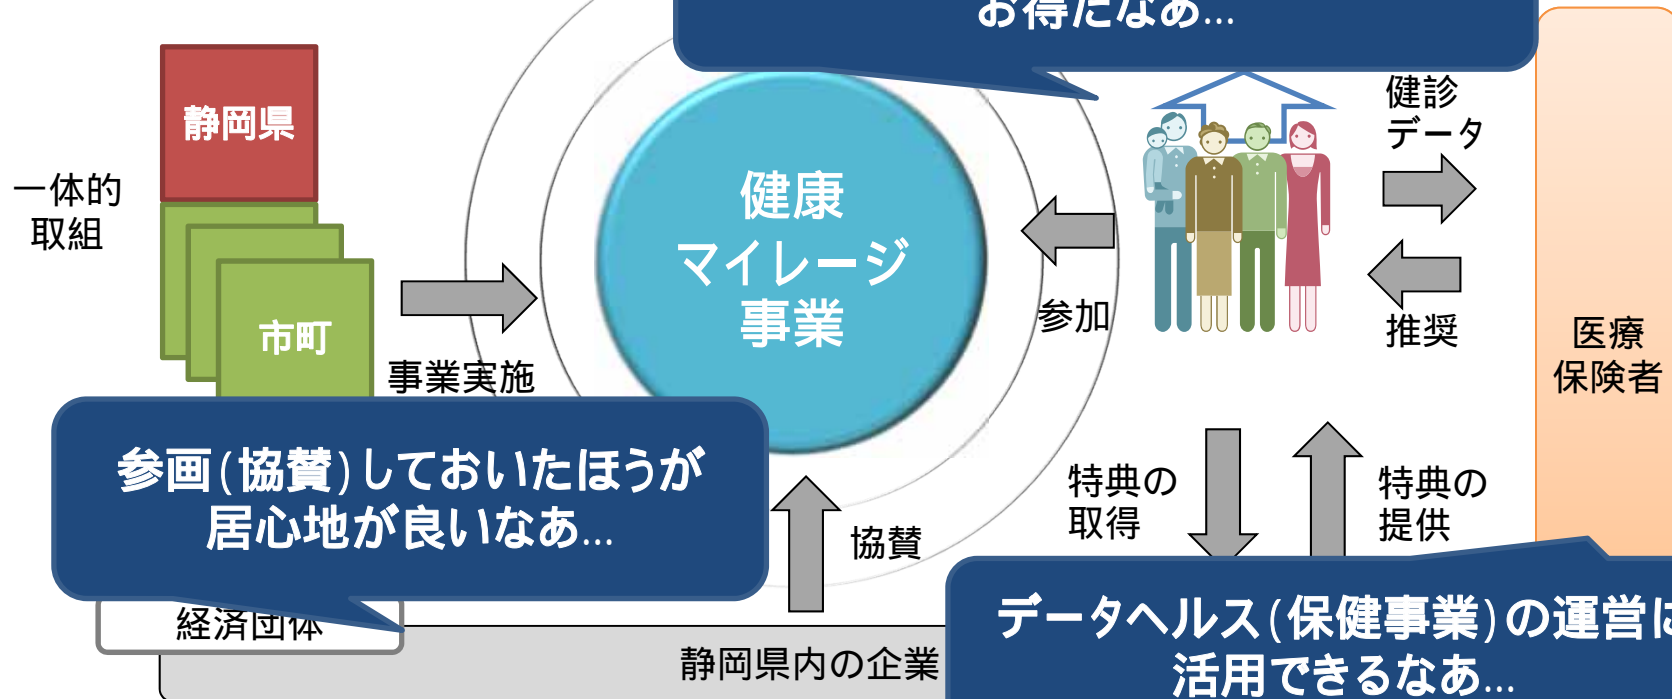 お得だなあ…
静岡県
一体的
取組
市町
事業実施
健康
マイレージ
事業
参加
健診
データ
推奨
医療
保険者
参画(協賛)しておいたほうが
居心地が良いなあ…
協賛
特典の
取得
特典の
提供
経済団体
静岡県内の企業
データヘルス(保健事業)の運営に
活用できるなあ…